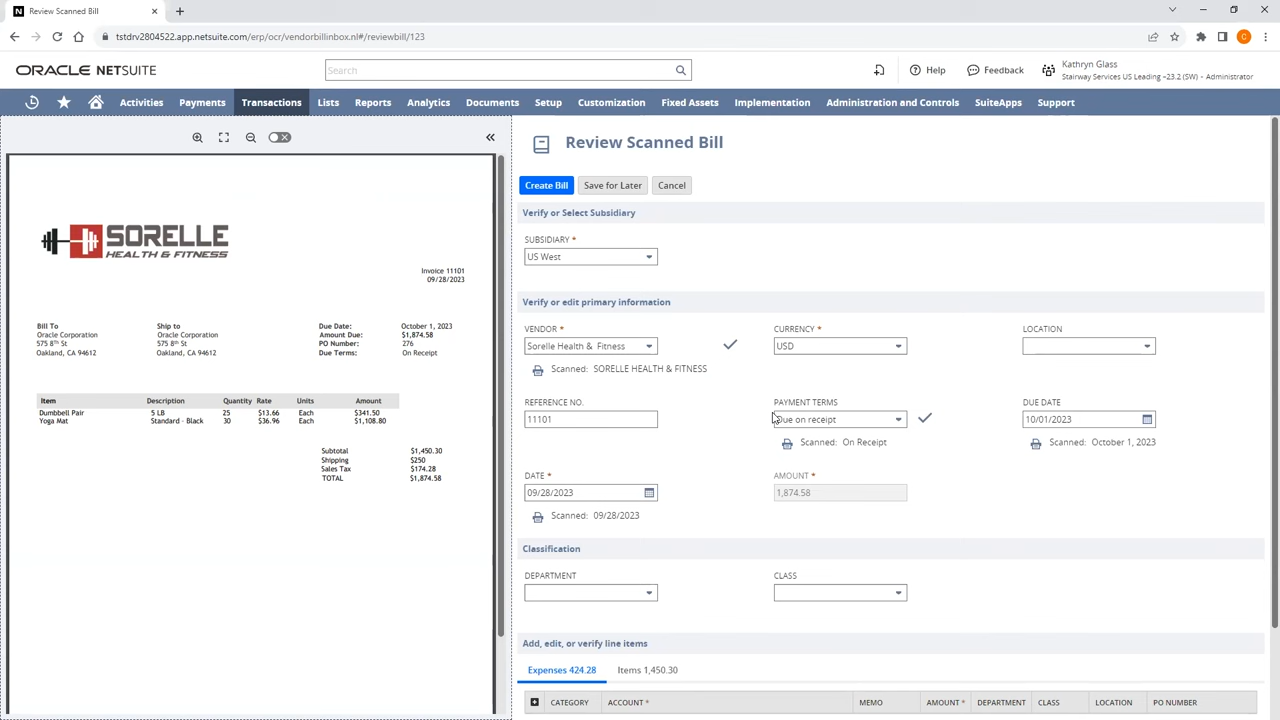 Review Scanned Bill
tstdrv2804522.app.netsuite.com/erp/ocr/vendorbillinbox.nl#/reviewbill/123
C
ORACLE NETSUITE
Search
Help
Feedback
Kathryn Glass
Stairway Services US Leading –23.2 (SW) – Administrator
Activities Payments Transactions Lists Reports Analytics Documents Setup Customization Fixed Assets Implementation Administration and Controls SuiteApps Support
SORELLE
HEALTH & FITNESS
Invoice 11101
09/28/2023
Bill To Ship to Due Date: October 1, 2023
Oracle Corporation Oracle Corporation Amount Due: $1,874.58
575 8th St 575 8th St PO Number: 276
Oakland, CA 94612 Oakland, CA 94612 Due Terms: On Receipt
Item Description Quantity Rate Units Amount
Dumbbell Pair 5 LB 25 $13.66 Each $341.50
Yoga Mat Standard - Black 30 $36.96 Each $1,108.80
Subtotal $1,450.30
Shipping $250
Sales Tax $174.28
TOTAL $1,874.58
Review Scanned Bill
Create Bill Save for Later Cancel
Verify or Select Subsidiary
SUBSIDIARY *
US West
Verify or edit primary information
VENDOR * CURRENCY * LOCATION
Sorelle Health & Fitness USD
Scanned: SORELLE HEALTH & FITNESS
REFERENCE NO. PAYMENT TERMS DUE DATE
11101 Due on receipt 10/01/2023
Scanned: On Receipt Scanned: October 1, 2023
DATE * AMOUNT *
09/28/2023 1,874.58
Scanned: 09/28/2023
Classification
DEPARTMENT CLASS
Add, edit, or verify line items
Expenses 424.28 Items 1,450.30
CATEGORY ACCOUNT * MEMO AMOUNT * DEPARTMENT CLASS LOCATION PO NUMBER